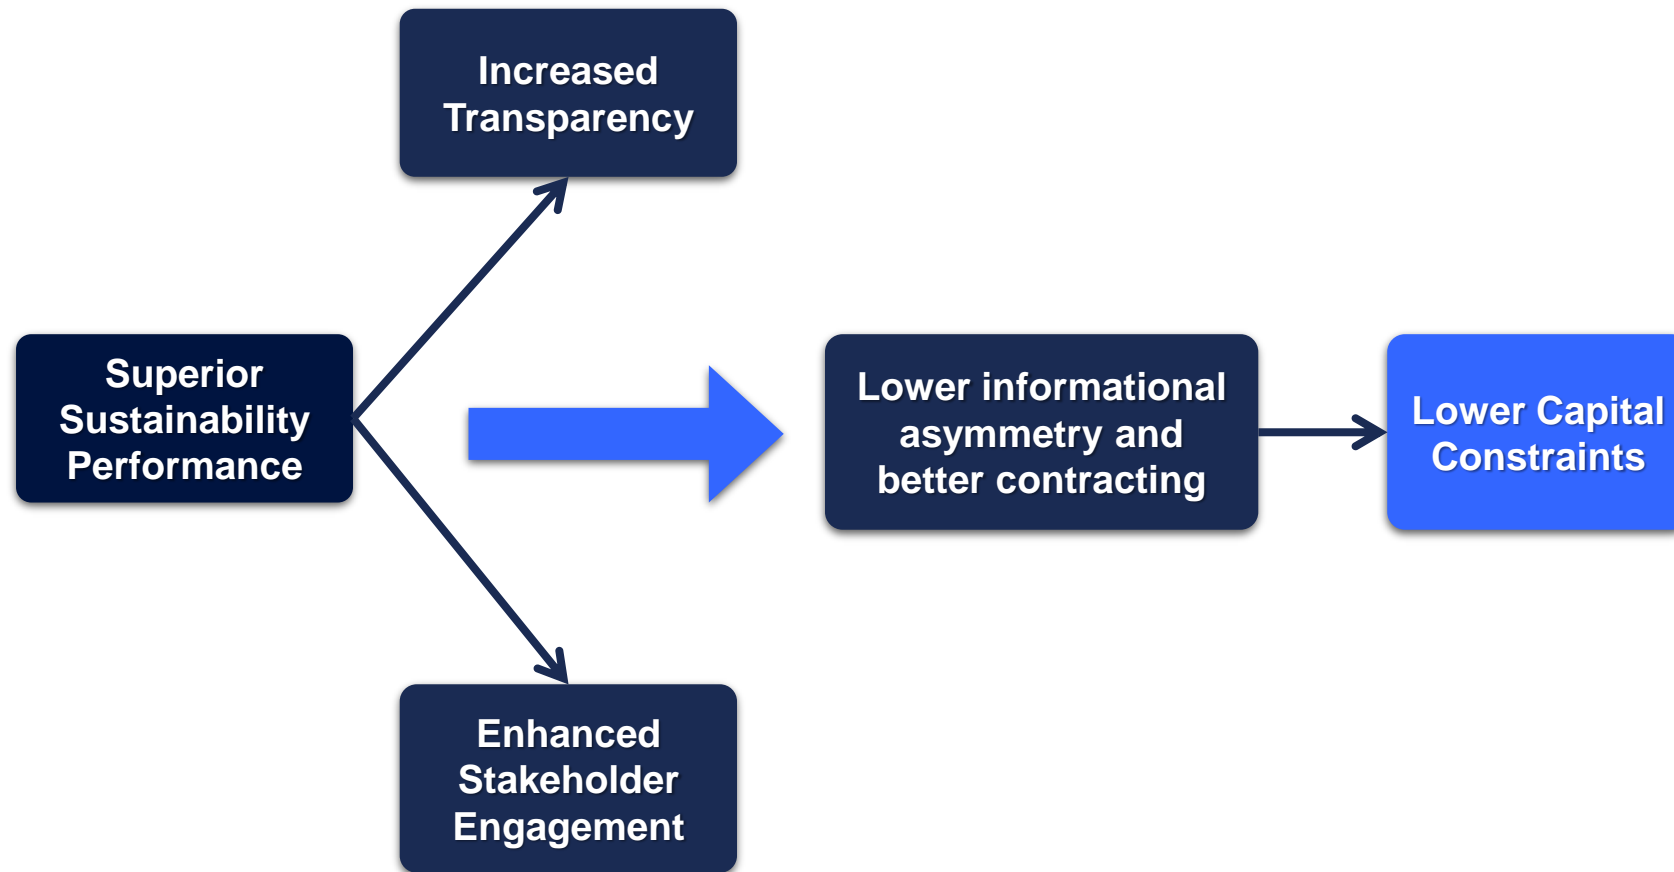 Increased
Transparency
Superior
Sustainability
Performance
Lower informational
asymmetry and
better contracting
Lower Capital
Constraints
Enhanced
Stakeholder
Engagement